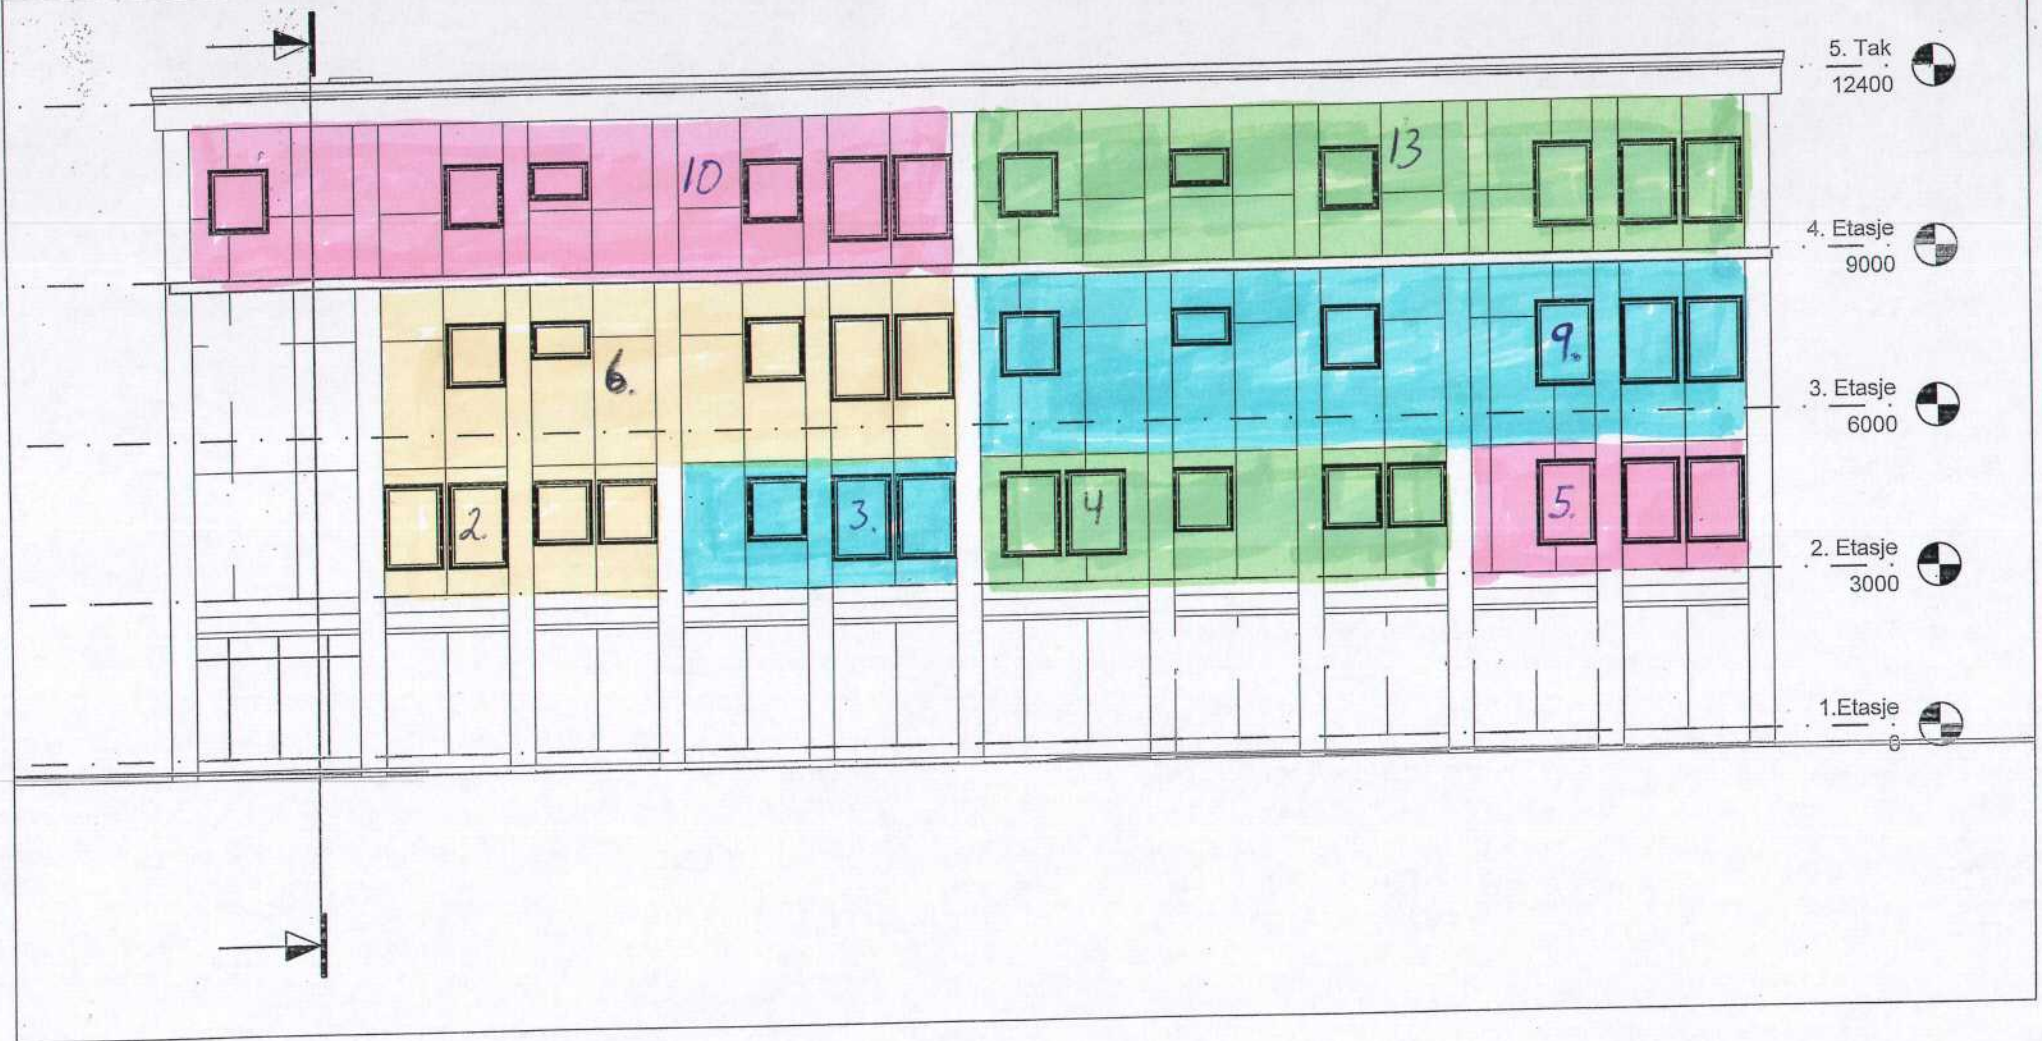 5. Tak
12400
10
13
4. Etasje
9000
6.
9.
3. Etasje
6000
2.
3.
4
5.
2. Etasje
3000
1.Etasje
0